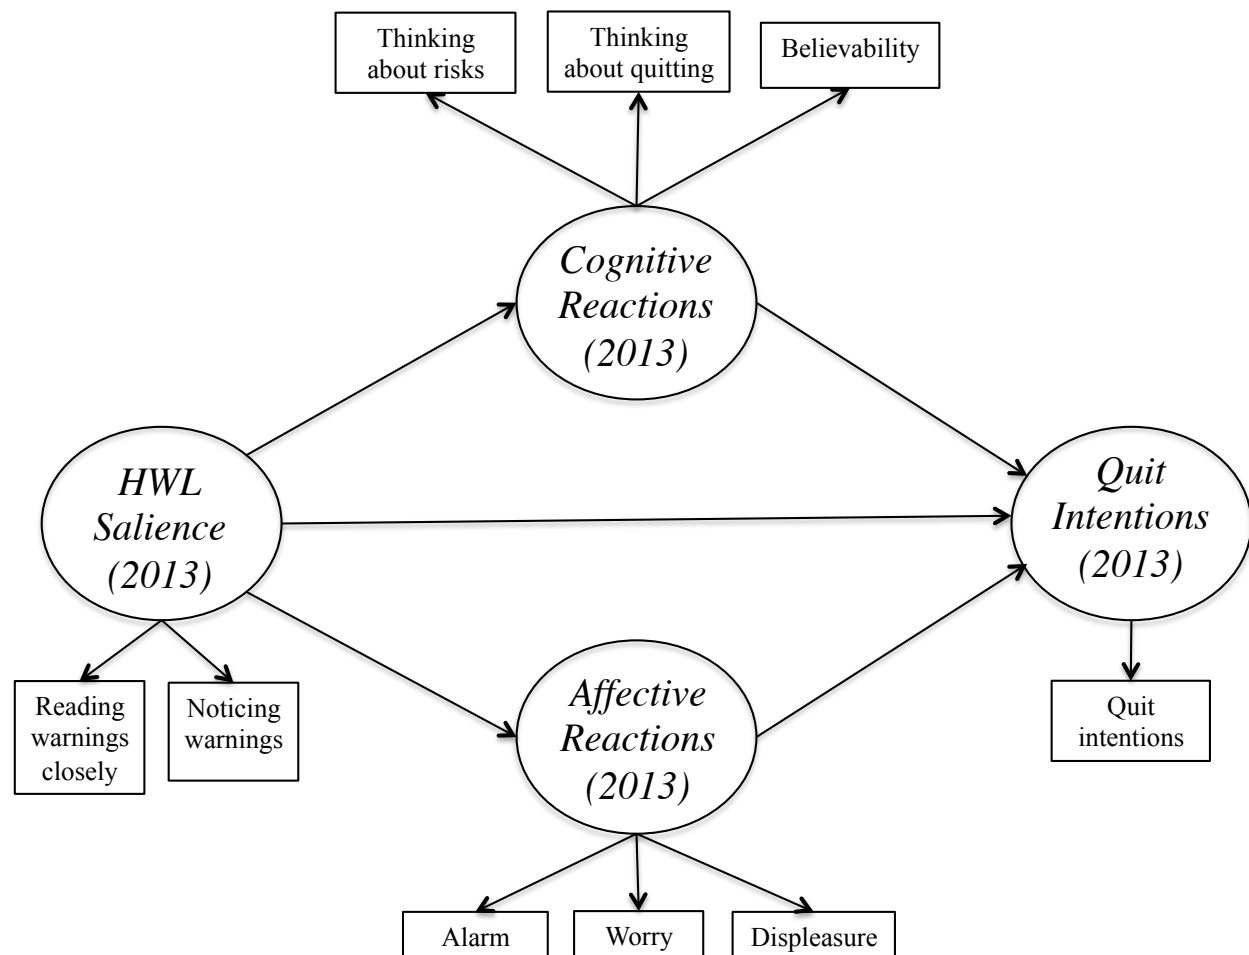 Thinking
about risks
Thinking
about quitting
Believability
Cognitive
Reactions
(2013)
HWL
Salience
(2013)
Quit
Intentions
(2013)
Reading
warnings
closely
Noticing
warnings
Affective
Reactions
(2013)
Quit
intentions
Alarm
Worry
Displeasure